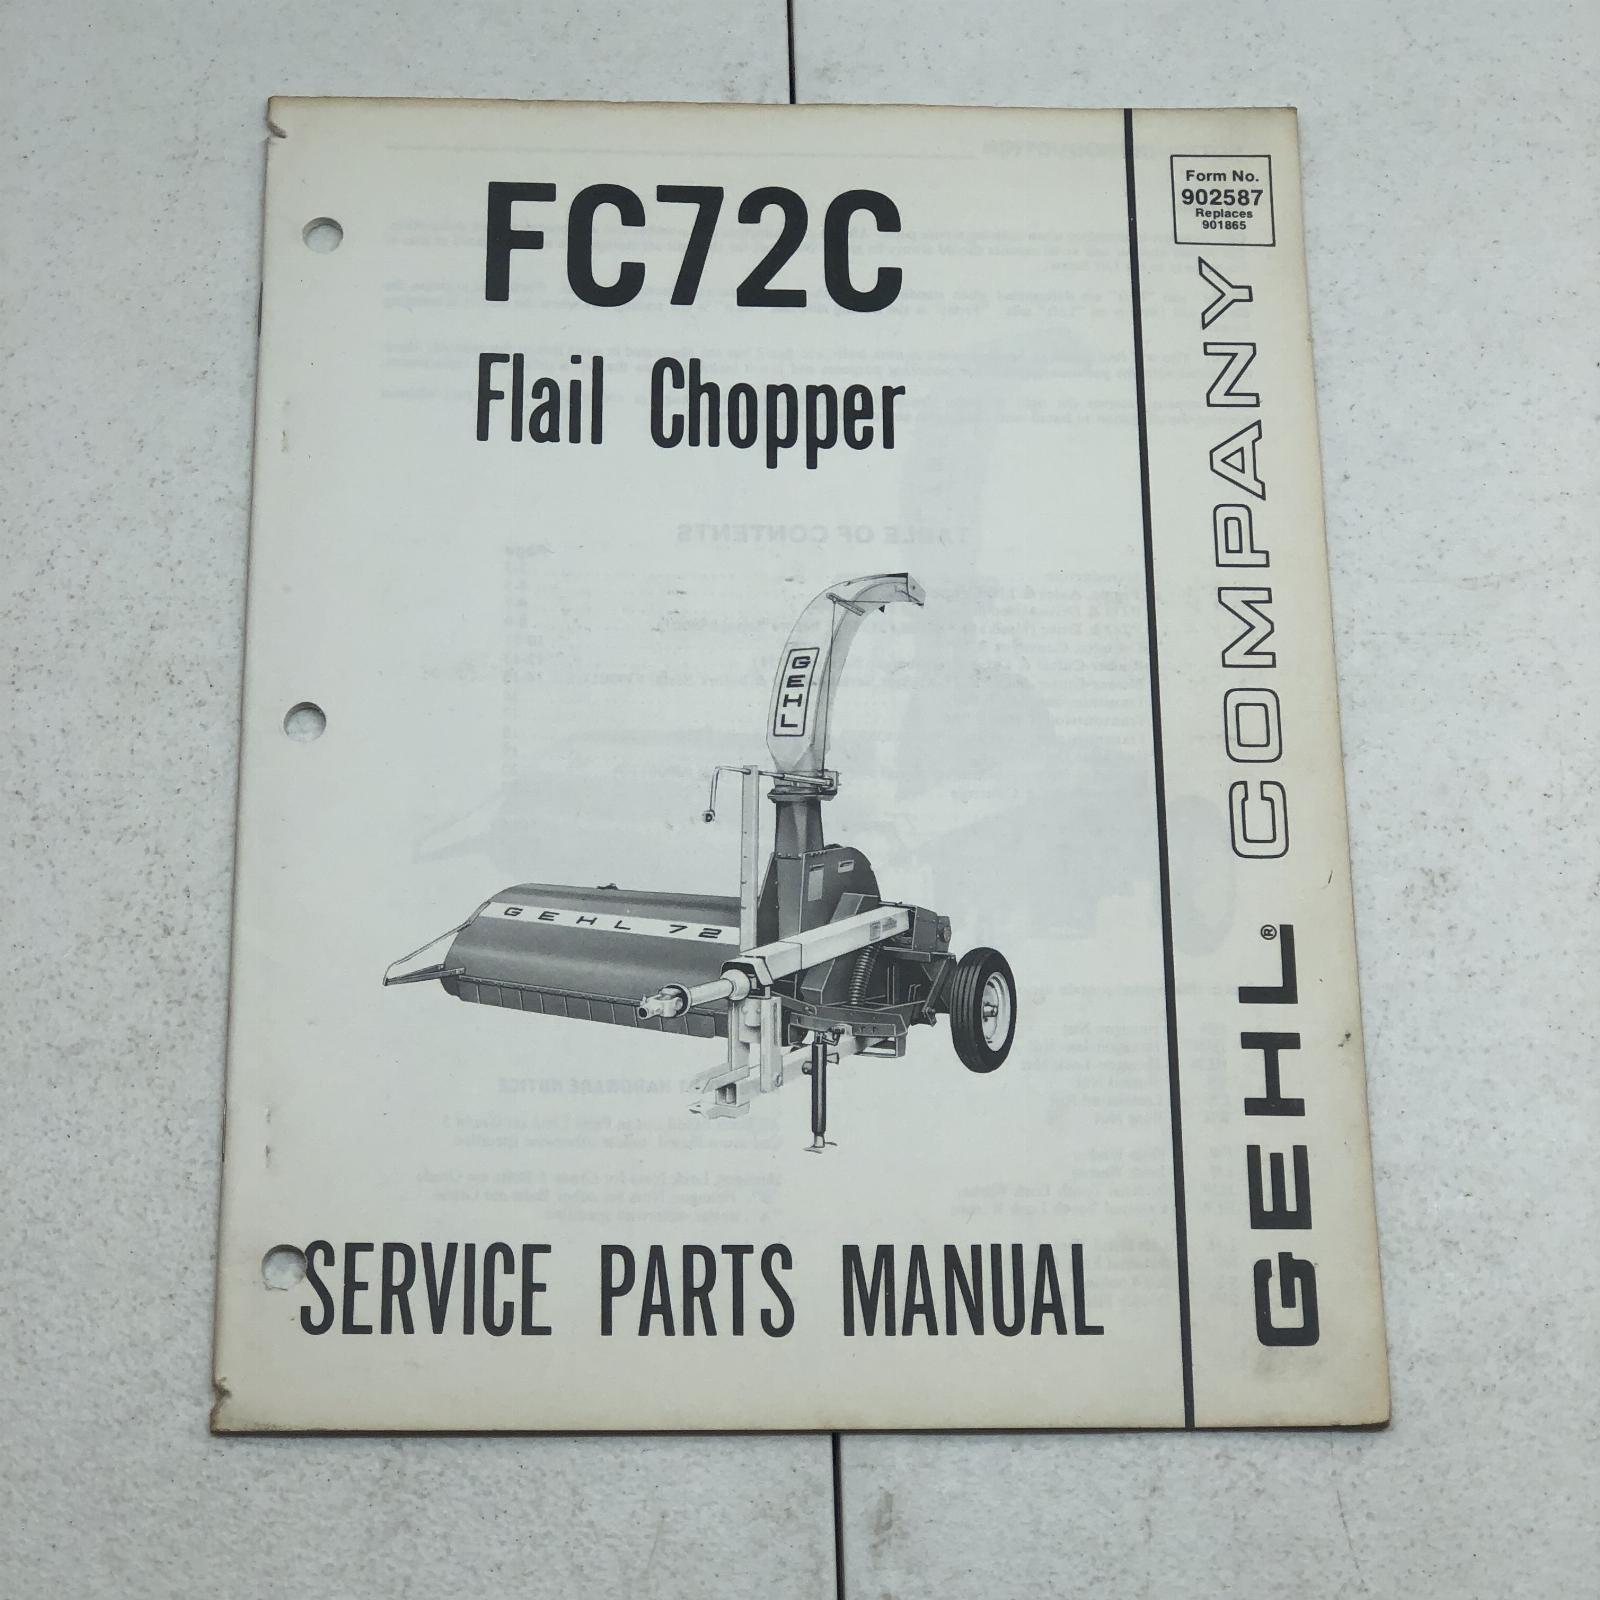 FC72C
Flail Chopper
Form No.
902587
Replaces
901865
GEHL
GEHL 72
SERVICE PARTS MANUAL
GEHL® COMPANY